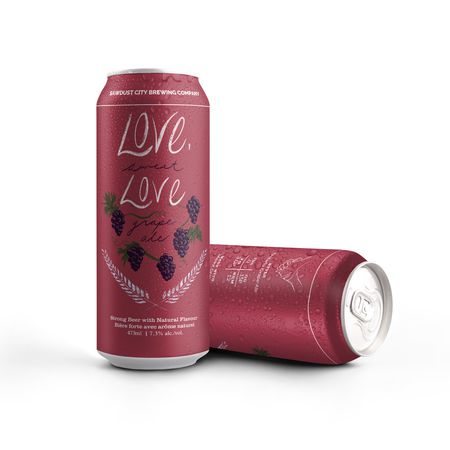 SAWDUST CITY BREWING COMPANY
Love,
sweet
Love
grape
ale
Strong Beer with Natural Flavour
Bière forte avec arôme naturel
473ml | 7.3% alc./vol.